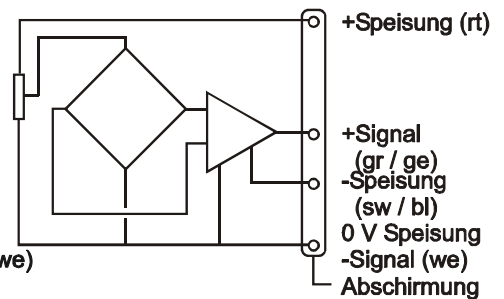 +Speisung (rt)
+Signal
(gr / ge)
-Speisung
(sw / bl)
0 V Speisung
we)
-Signal (we)
Abschirmung